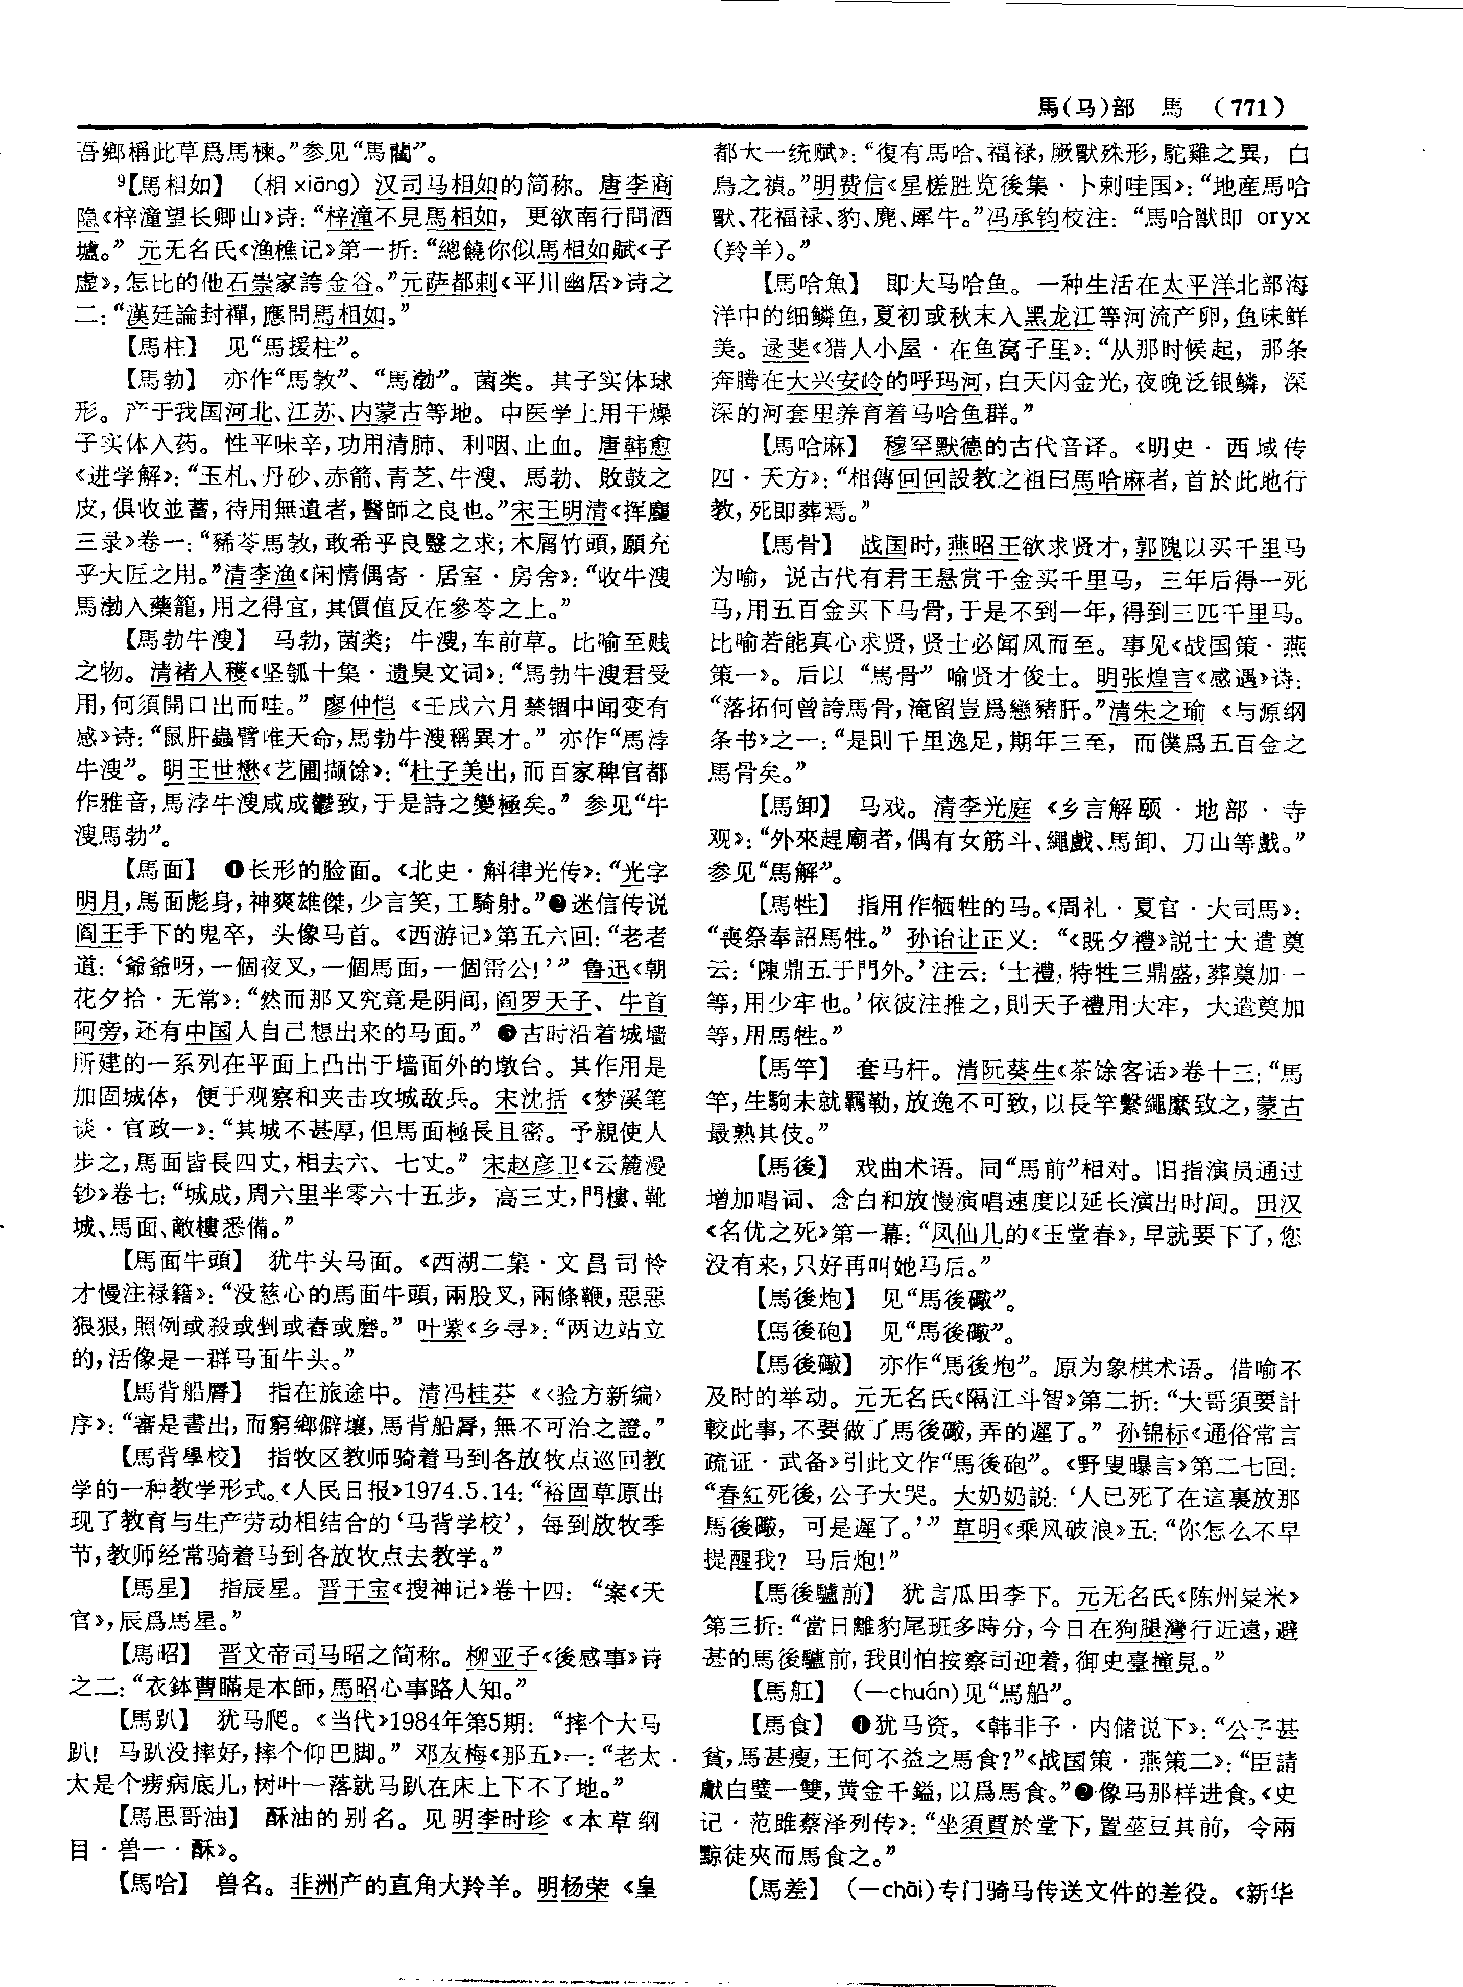 馬(马)部　馬　(771)
吾鄉稱此草爲馬楝。”参见“馬藺”。
⁹【馬相如】　(相 xiāng) 汉司马相如的简称。唐李商
隐《梓潼望长卿山》诗：“梓潼不見馬相如，更欲南行問酒
壚。” 元无名氏《渔樵记》第一折：“總饒你似馬相如賦《子
虚》，怎比的他石崇家誇金谷。”元萨都剌《平川幽居》诗之
二：“漢廷論封禪，應問馬相如。”
【馬柱】　见“馬援柱”。
【馬勃】　亦作“馬敦”、“馬渤”。菌类。其子实体球
形。产于我国河北、江苏、内蒙古等地。中医学上用干燥
子实体入药。性平味辛，功用清肺、利咽、止血。唐韩愈
《进学解》：“玉札、丹砂、赤箭、青芝、牛溲、馬勃、敗鼓之
皮，俱收並蓄，待用無遺者，醫師之良也。”宋王明清《挥麈
三录》卷一：“豨苓馬敦，敢希乎良醫之求；木屑竹頭，願充
乎大匠之用。”清李渔《闲情偶寄·居室·房舍》：“收牛溲
馬渤入藥籠，用之得宜，其價值反在參苓之上。”
【馬勃牛溲】　马勃，菌类；牛溲，车前草。比喻至贱
之物。清褚人穫《坚瓠十集·遗臭文词》：“馬勃牛溲君受
用，何須開口出而哇。” 廖仲恺《壬戌六月禁锢中闻变有
感》诗：“鼠肝蟲臂唯天命，馬勃牛溲稱異才。” 亦作“馬浡
牛溲”。明王世懋《艺圃撷馀》：“杜子美出，而百家稗官都
作雅音，馬浡牛溲咸成鬱致，于是詩之變極矣。” 参见“牛
溲馬勃”。
【馬面】　❶长形的脸面。《北史·斛律光传》：“光字
明月，馬面彪身，神爽雄傑，少言笑，工騎射。”❷迷信传说
阎王手下的鬼卒，头像马首。《西游记》第五六回：“老者
道：‘爺爺呀，一個夜叉，一個馬面，一個雷公！’” 鲁迅《朝
花夕拾·无常》：“然而那又究竟是阴间，阎罗天子、牛首
阿旁，还有中国人自己想出来的马面。” ❸古时沿着城墙
所建的一系列在平面上凸出于墙面外的墩台。其作用是
加固城体，便于观察和夹击攻城敌兵。宋沈括《梦溪笔
谈·官政一》：“其城不甚厚，但馬面極長且密。予親使人
步之，馬面皆長四丈，相去六、七丈。” 宋赵彦卫《云麓漫
钞》卷七：“城成，周六里半零六十五步，高三丈，門樓、靴
城、馬面、敵樓悉備。”
【馬面牛頭】　犹牛头马面。《西湖二集·文昌司怜
才慢注禄籍》：“没慈心的馬面牛頭，兩股叉，兩條鞭，惡惡
狠狠，照例或殺或剉或舂或磨。” 叶紫《乡寻》：“两边站立
的，活像是一群马面牛头。”
【馬背船脣】　指在旅途中。清冯桂芬《〈验方新编〉
序》：“審是書出，而窮鄉僻壤，馬背船脣，無不可治之證。”
【馬背學校】　指牧区教师骑着马到各放牧点巡回教
学的一种教学形式。《人民日报》1974.5.14：“裕固草原出
现了教育与生产劳动相结合的‘马背学校’，每到放牧季
节，教师经常骑着马到各放牧点去教学。”
【馬星】　指辰星。晋于宝《搜神记》卷十四：“案《天
官》，辰爲馬星。”
【馬昭】　晋文帝司马昭之简称。柳亚子《後感事》诗
之二：“衣鉢曹瞞是本師，馬昭心事路人知。”
【馬趴】　犹马爬。《当代》1984年第5期：“摔个大马
趴！马趴没摔好，摔个仰巴脚。” 邓友梅《那五》一：“老太
太是个痨病底儿，树叶一落就马趴在床上下不了地。”
【馬思哥油】　酥油的别名。见明李时珍《本草纲
目·兽一·酥》。
【馬哈】　兽名。非洲产的直角大羚羊。明杨荣《皇
都大一统赋》：“復有馬哈、福禄，厥獸殊形，駝雞之異，白
烏之禎。”明费信《星槎胜览後集·卜剌哇国》：“地産馬哈
獸、花福禄、豹、麂、犀牛。”冯承钧校注：“馬哈獸即 oryx
(羚羊)。”
【馬哈魚】　即大马哈鱼。一种生活在太平洋北部海
洋中的细鳞鱼，夏初或秋末入黑龙江等河流产卵，鱼味鲜
美。逯斐《猎人小屋·在鱼窝子里》：“从那时候起，那条
奔腾在大兴安岭的呼玛河，白天闪金光，夜晚泛银鳞，深
深的河套里养育着马哈鱼群。”
【馬哈麻】　穆罕默德的古代音译。《明史·西域传
四·天方》：“相傳回回設教之祖曰馬哈麻者，首於此地行
教，死即葬焉。”
【馬骨】　战国时，燕昭王欲求贤才，郭隗以买千里马
为喻，说古代有君王悬赏千金买千里马，三年后得一死
马，用五百金买下马骨，于是不到一年，得到三匹千里马。
比喻若能真心求贤，贤士必闻风而至。事见《战国策·燕
策一》。后以“馬骨”喻贤才俊士。明张煌言《感遇》诗：
“落拓何曾誇馬骨，淹留豈爲戀豬肝。”清朱之瑜《与源纲
条书》之一：“是則千里逸足，期年三至，而僕爲五百金之
馬骨矣。”
【馬卸】　马戏。清李光庭《乡言解颐·地部·寺
观》：“外來趕廟者，偶有女筋斗、繩戲、馬卸、刀山等戲。”
参见“馬解”。
【馬牲】　指用作牺牲的马。《周礼·夏官·大司馬》：
“喪祭奉詔馬牲。” 孙诒让正义：“《既夕禮》説士大遣奠
云：‘陳鼎五于門外。’注云：‘士禮，特牲三鼎盛，葬奠加一
等，用少牢也。’依彼注推之，則天子禮用大牢，大遣奠加
等，用馬牲。”
【馬竿】　套马杆。清阮葵生《茶馀客话》卷十三：“馬
竿，生駒未就羈勒，放逸不可致，以長竿繫繩縻致之，蒙古
最熟其伎。”
【馬後】　戏曲术语。同“馬前”相对。旧指演员通过
增加唱词、念白和放慢演唱速度以延长演出时间。田汉
《名优之死》第一幕：“凤仙儿的《玉堂春》，早就要下了，您
没有来，只好再叫她马后。”
【馬後炮】　见“馬後礮”。
【馬後砲】　见“馬後礮”。
【馬後礮】　亦作“馬後炮”。原为象棋术语。借喻不
及时的举动。元无名氏《隔江斗智》第二折：“大哥須要計
較此事，不要做了馬後礮，弄的遲了。” 孙锦标《通俗常言
疏证·武备》引此文作“馬後砲”。《野叟曝言》第二七回：
“春紅死後，公子大哭。大奶奶説：‘人已死了在這裏放那
馬後礮，可是遲了。’” 草明《乘风破浪》五：“你怎么不早
提醒我？马后炮！”
【馬後驢前】　犹言瓜田李下。元无名氏《陈州粜米》
第三折：“當日離豹尾班多時分，今日在狗腿灣行近遠，避
甚的馬後驢前，我則怕按察司迎着，御史臺撞見。”
【馬舡】　(—chuán)见“馬船”。
【馬食】　❶犹马资。《韩非子·内储说下》：“公子甚
貧，馬甚瘦，王何不益之馬食？”《战国策·燕策二》：“臣請
獻白璧一雙，黄金千鎰，以爲馬食。”❷像马那样进食。《史
记·范雎蔡泽列传》：“坐須賈於堂下，置莝豆其前，令兩
黥徒夾而馬食之。”
【馬差】　(—chāi)专门骑马传送文件的差役。《新华